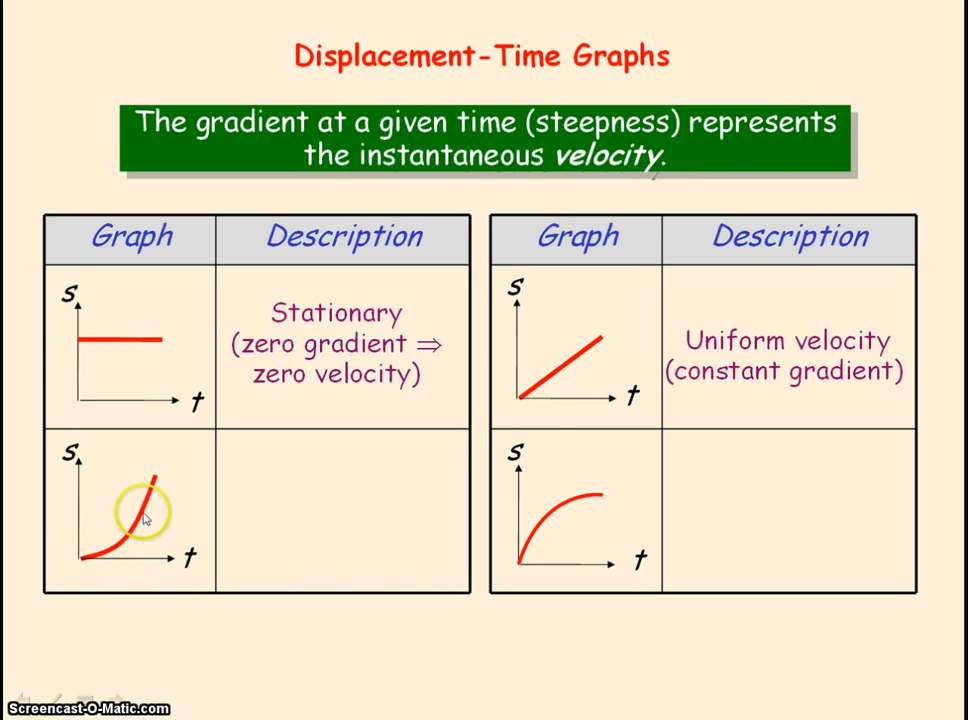 Displacement-Time Graphs
The gradient at a given time (steepness) represents
the instantaneous velocity.
Graph
Description
s
t
Stationary
(zero gradient ⇒
zero velocity)
s
t
Graph
Description
s
t
Uniform velocity
(constant gradient)
s
t
Screencast-O-Matic.com